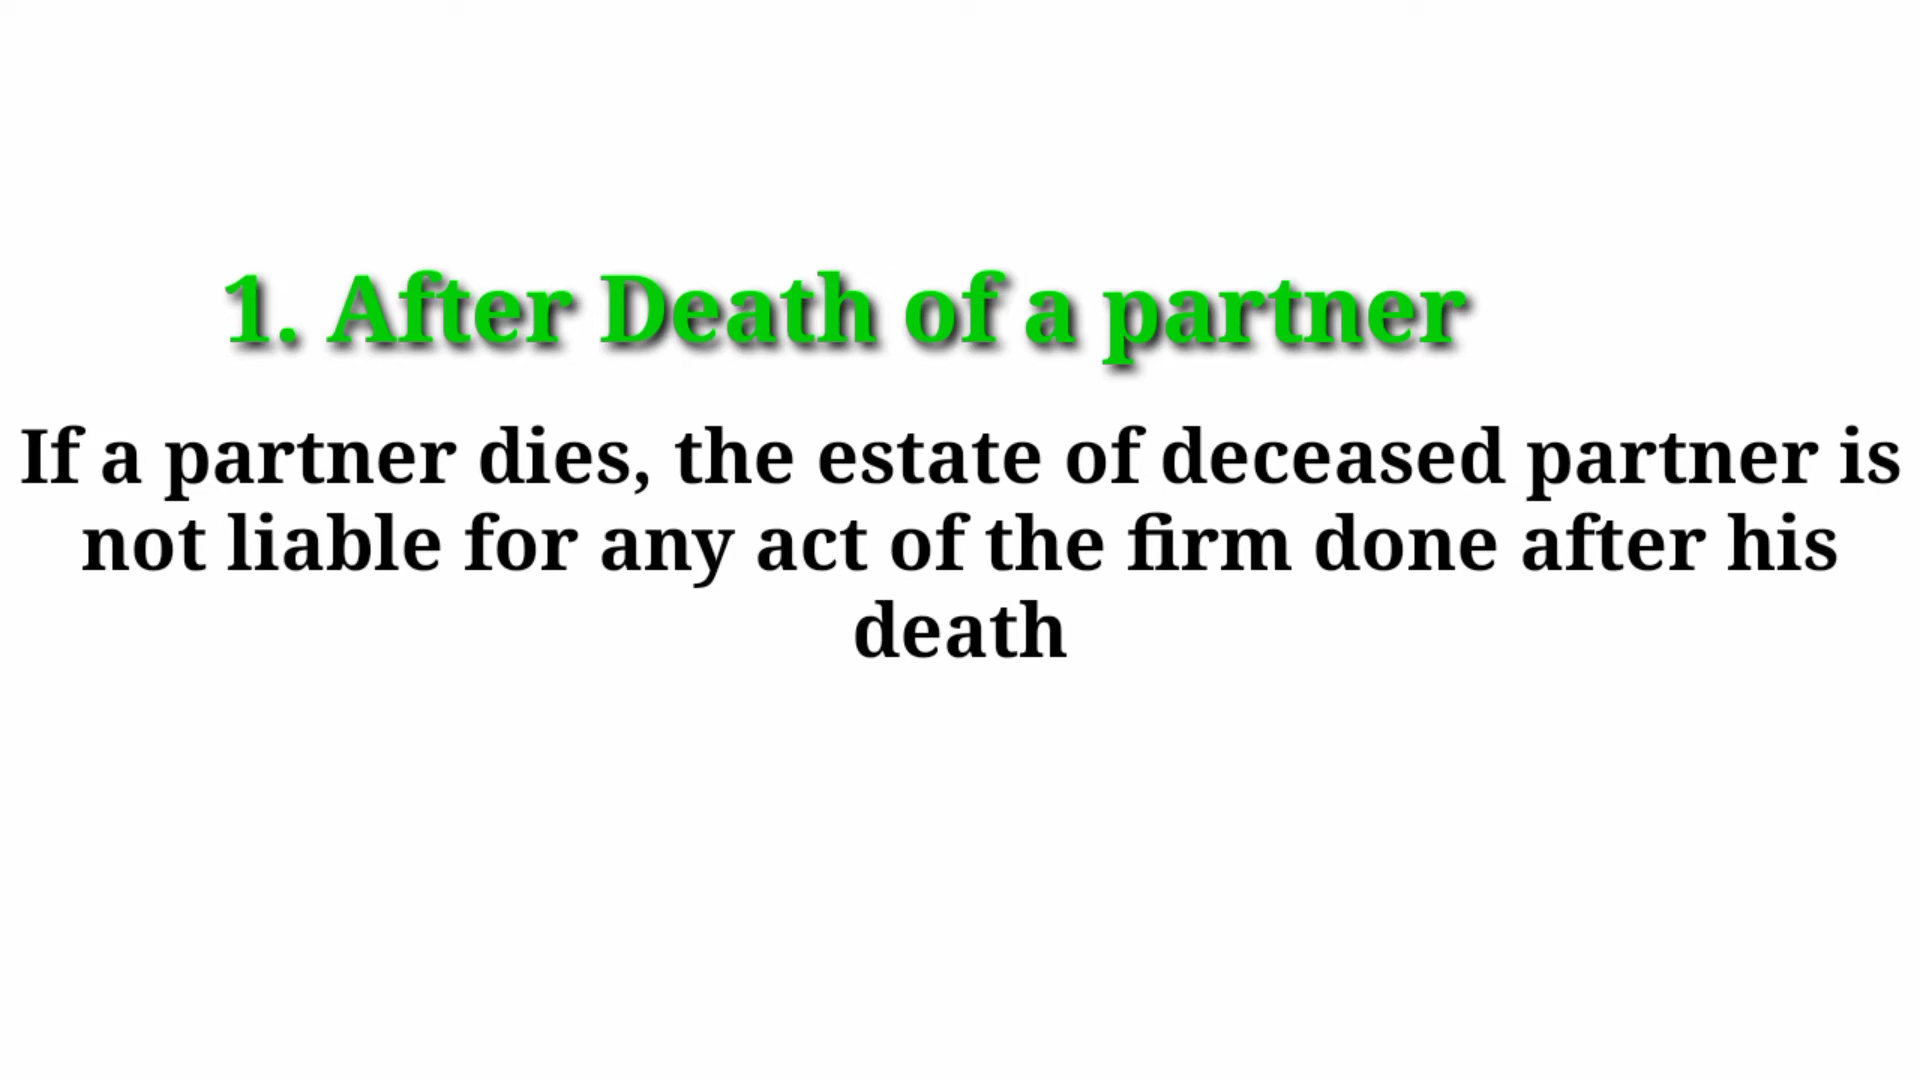 1. After Death of a partner
If a partner dies, the estate of deceased partner is
not liable for any act of the firm done after his
death